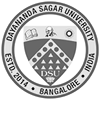 DAYANANDA SAGAR UNIVERSITY
DSU
ESTD.2014 • BANGALORE • INDIA